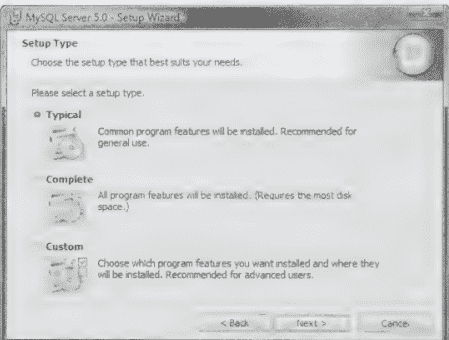 MySQL Server 5.0 - Setup Wizard
Setup Type
Choose the setup type that best suits your needs.
Please select a setup type.
Typical
Common program features will be installed. Recommended for
general use.
Complete
All program features will be installed. (Requires the most disk
space.)
Custom
Choose which program features you want installed and where they
will be installed. Recommended for advanced users.
< Back
Next >
Cancel